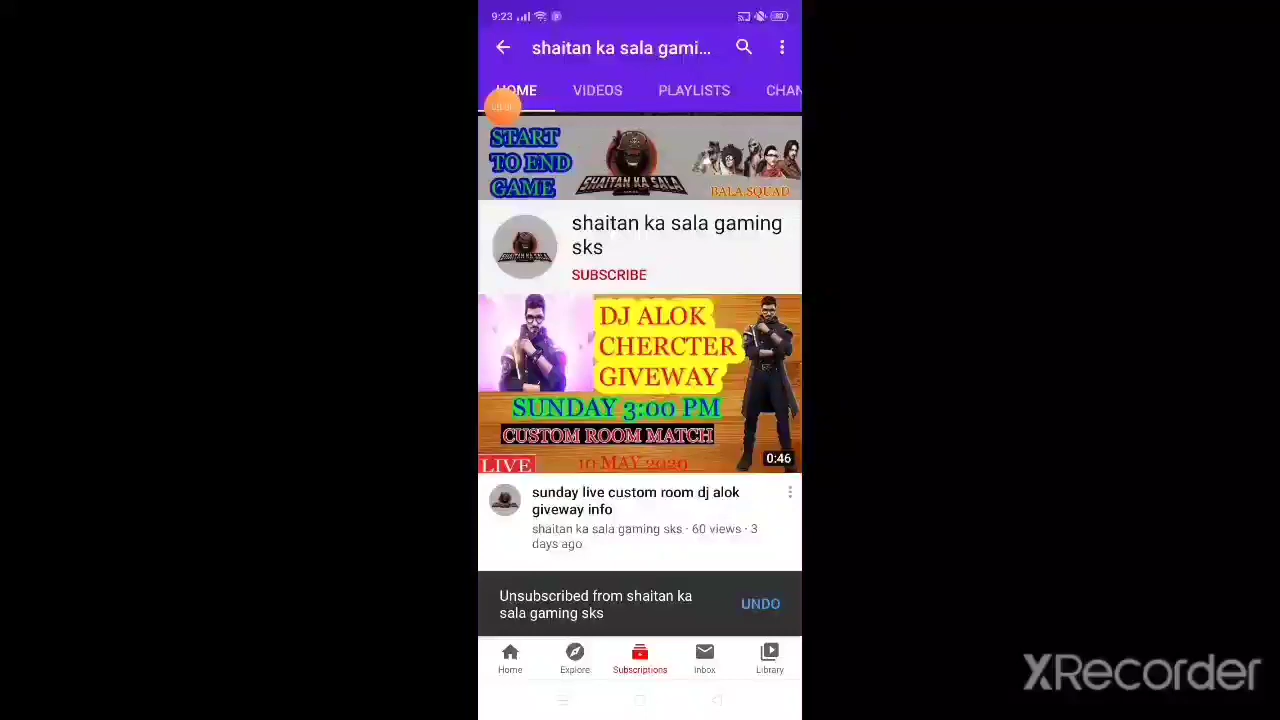 9:23
shaitan ka sala gami...
HOME VIDEOS PLAYLISTS CHAN
START
TO END
GAME
SHAITAN KA SALA
BALA SQUAD
shaitan ka sala gaming
sks
SUBSCRIBE
DJ ALOK
CHERCTER
GIVEWAY
SUNDAY 3:00 PM
CUSTOM ROOM MATCH
LIVE
10 MAY 2020
0:46
sunday live custom room dj alok
giveway info
shaitan ka sala gaming sks · 60 views · 3
days ago
Unsubscribed from shaitan ka
sala gaming sks
UNDO
Home Explore Subscriptions Inbox Library
XRecorder